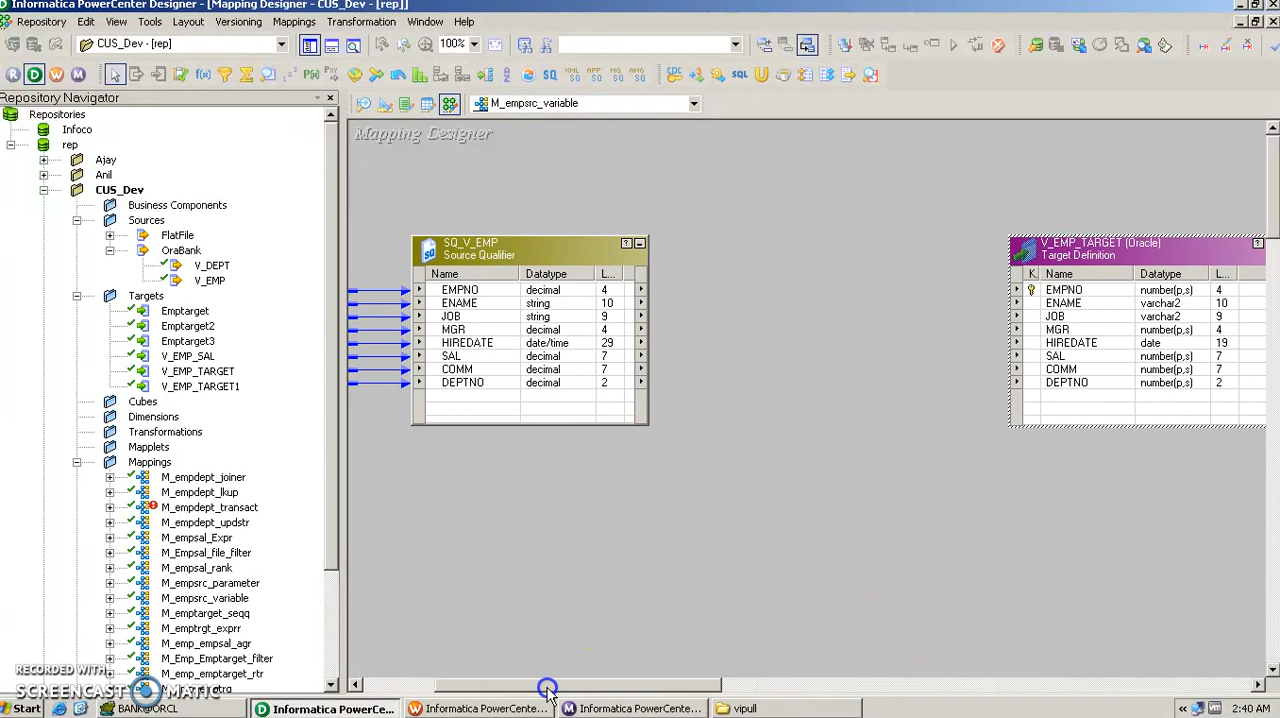 Informatica PowerCenter Designer - [Mapping Designer - CUS_Dev - [rep]]
Repository Edit View Tools Layout Versioning Mappings Transformation Window Help
CUS_Dev - [rep] 100%
Repository Navigator
M_empsrc_variable
Repositories
Infoco
rep
Ajay
Anil
CUS_Dev
Business Components
Sources
FlatFile
OraBank
V_DEPT
V_EMP
Targets
Emptarget
Emptarget2
Emptarget3
V_EMP_SAL
V_EMP_TARGET
V_EMP_TARGET1
Cubes
Dimensions
Transformations
Mapplets
Mappings
M_empdept_joiner
M_empdept_lkup
M_empdept_transact
M_empdept_updstr
M_empsal_Expr
M_Empsal_file_filter
M_empsal_rank
M_empsrc_parameter
M_empsrc_variable
M_emptarget_seqq
M_emptrgt_exprr
M_emp_empsal_agr
M_Emp_Emptarget_filter
M_emp_emptarget_rtr
Mapping Designer
SQ_V_EMP
Source Qualifier
Name Datatype L...
EMPNO decimal 4
ENAME string 10
JOB string 9
MGR decimal 4
HIREDATE date/time 29
SAL decimal 7
COMM decimal 7
DEPTNO decimal 2
V_EMP_TARGET (Oracle)
Target Definition
K. Name Datatype L...
EMPNO number(p,s) 4
ENAME varchar2 10
JOB varchar2 9
MGR number(p,s) 4
HIREDATE date 19
SAL number(p,s) 7
COMM number(p,s) 7
DEPTNO number(p,s) 2
RECORDED WITH
SCREENCAST MATIC
Start BANK@ORCL Informatica PowerCe... Informatica PowerCente... Informatica PowerCente... vipull 2:40 AM